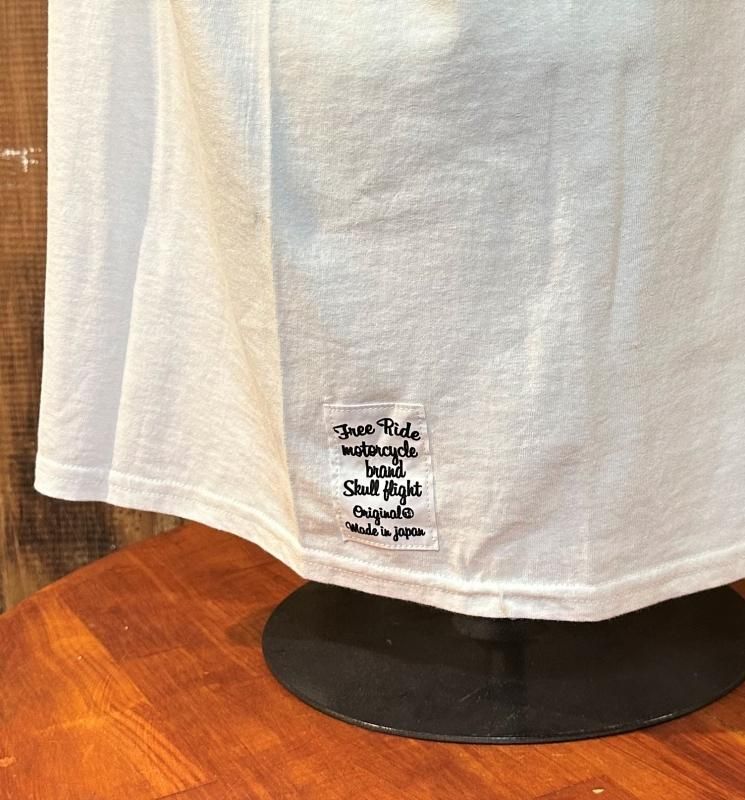 Free Ride
motorcycle
brand
Skull flight
Original
Made in japan